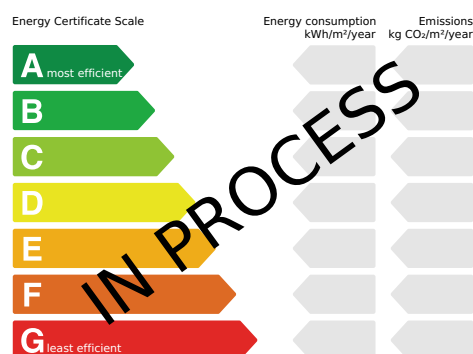 Energy Certificate Scale
Energy consumption
kWh/m²/year
Emissions
kg CO₂/m²/year
A most efficient
B
C
D
E
F
G least efficient
IN PROCESS